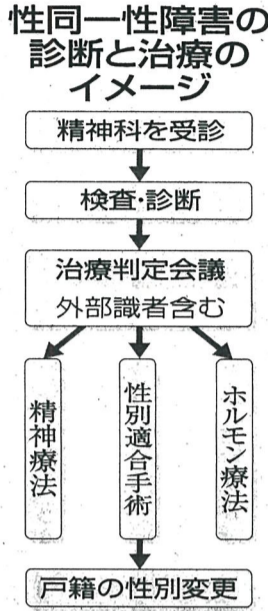 性同一性障害の
診断と治療の
イメージ
精神科を受診
検査・診断
治療判定会議
外部識者含む
精神療法
性別適合手術
ホルモン療法
戸籍の性別変更